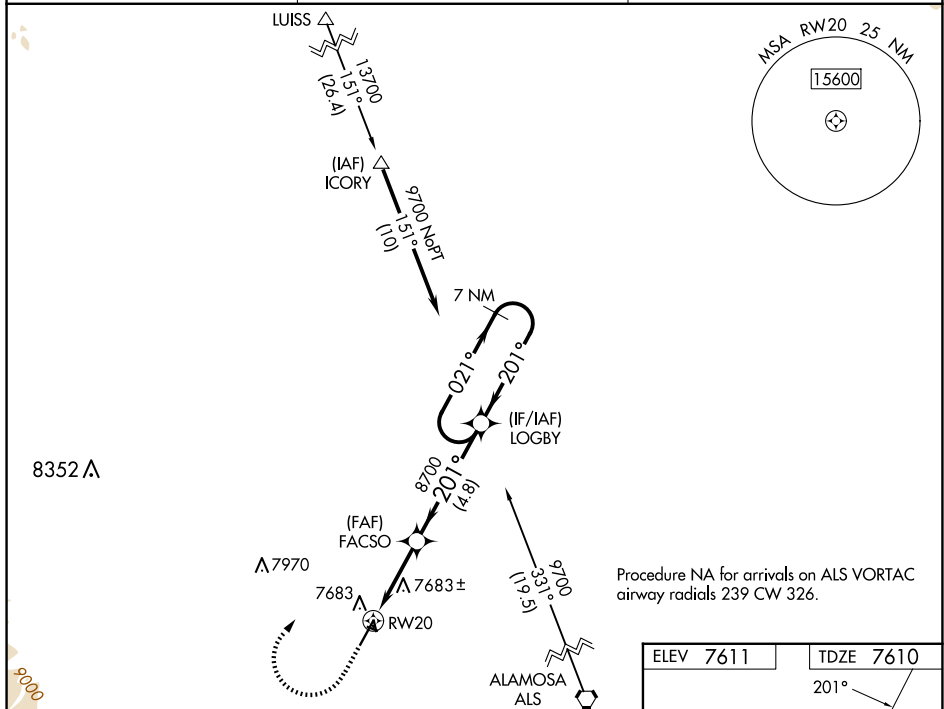 LUISS
13700
151°
(26.4)
MSA RW20 25 NM
15600
(IAF)
ICORY
9700 NoPT
151°
(10)
7 NM
021°
201°
(IF/IAF)
LOGBY
8352
8700
201°
(4.8)
(FAF)
FACSO
7970
7683
7683±
RW20
9700
331°
(19.5)
Procedure NA for arrivals on ALS VORTAC
airway radials 239 CW 326.
ELEV 7611
TDZE 7610
201°
ALAMOSA
ALS
9000